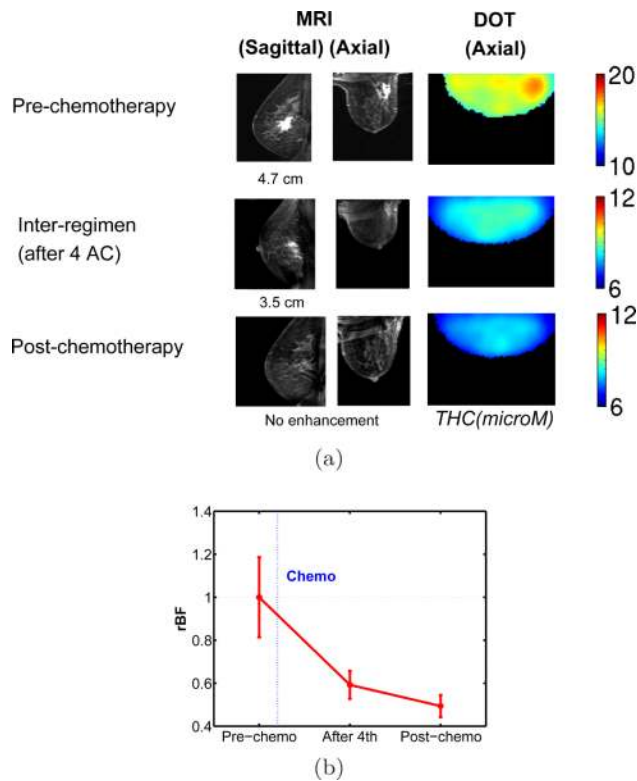 MRI
DOT
(Sagittal) (Axial)
(Axial)
Pre-chemotherapy
20
10
4.7 cm
Inter-regimen
(after 4 AC)
12
6
3.5 cm
Post-chemotherapy
12
6
No enhancement
THC(microM)
(a)
1.4
1.2
1
0.8
0.6
0.4
rBF
Chemo
Pre-chemo
After 4th
Post-chemo
(b)